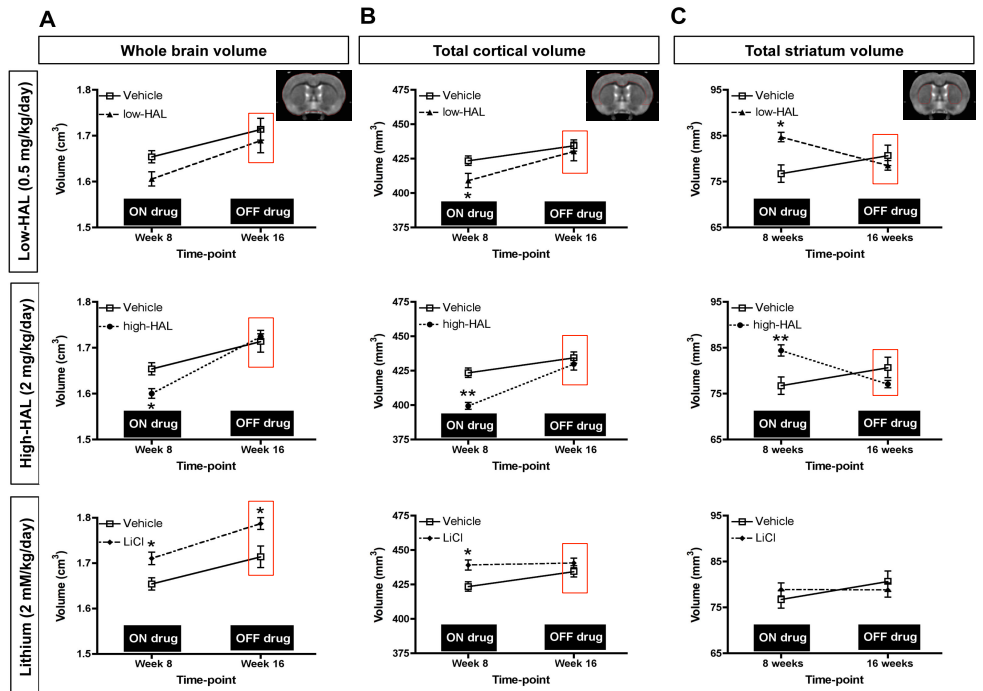 A
B
C
Whole brain volume
Total cortical volume
Total striatum volume
Low-HAL (0.5 mg/kg/day)
Volume (cm3)
1.8
1.7
1.6
1.5
Vehicle
low-HAL
ON drug
OFF drug
Week 8
Week 16
Time-point
Volume (mm3)
475
450
425
400
375
Vehicle
low-HAL
*
ON drug
OFF drug
Week 8
Week 16
Time-point
Volume (mm3)
95
85
75
65
Vehicle
low-HAL
*
ON drug
OFF drug
8 weeks
16 weeks
Time-point
High-HAL (2 mg/kg/day)
Volume (cm3)
1.8
1.7
1.6
1.5
Vehicle
high-HAL
*
ON drug
OFF drug
Week 8
Week 16
Time-point
Volume (mm3)
475
450
425
400
375
Vehicle
high-HAL
**
ON drug
OFF drug
Week 8
Week 16
Time-point
Volume (mm3)
95
85
75
65
Vehicle
high-HAL
**
ON drug
OFF drug
8 weeks
16 weeks
Time-point
Lithium (2 mM/kg/day)
Volume (cm3)
1.8
1.7
1.6
1.5
Vehicle
LiCl
*
*
ON drug
OFF drug
Week 8
Week 16
Time-point
Volume (mm3)
475
450
425
400
375
Vehicle
LiCl
*
ON drug
OFF drug
Week 8
Week 16
Time-point
Volume (mm3)
95
85
75
65
Vehicle
LiCl
ON drug
OFF drug
8 weeks
16 weeks
Time-point